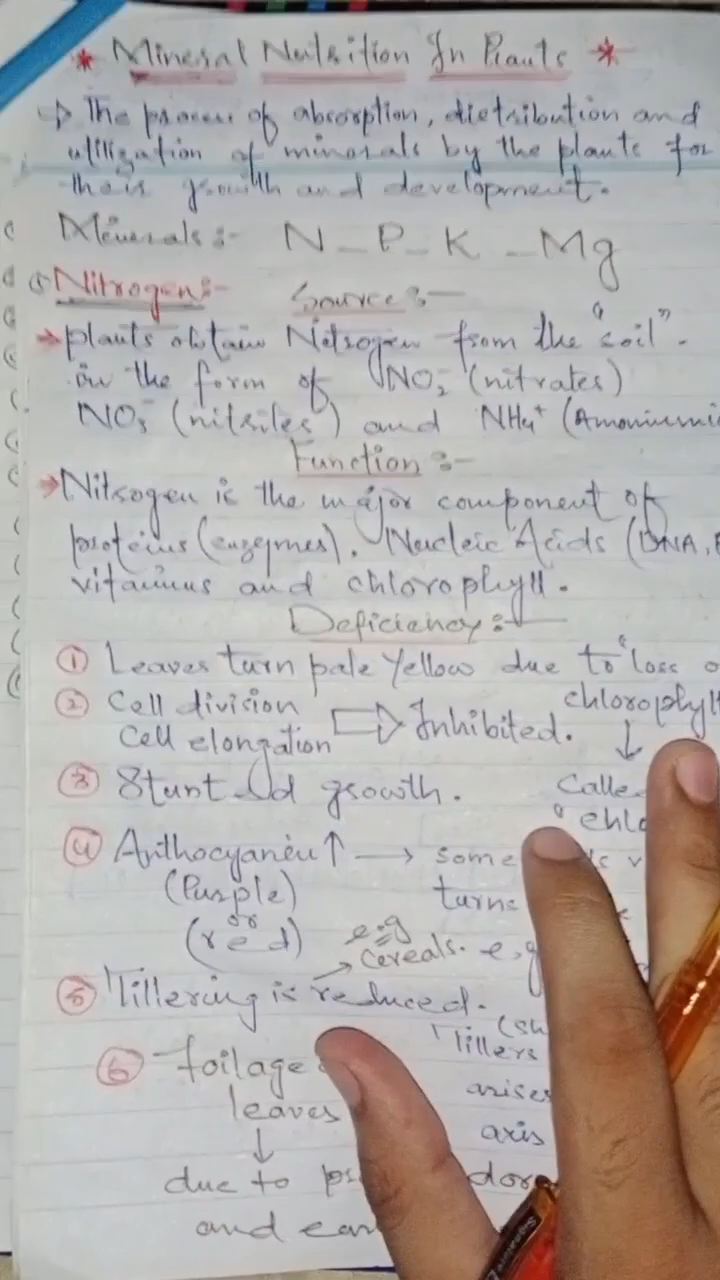 * Mineral Nutrition In Plants *
→ The process of absorption, distribution and
utilization of minerals by the plants for
their growth and development.
Minerals :- N - P - K - Mg
Nitrogen :- Source :-
→ plants obtain Nitrogen from the "soil".
in the form of NO2- (nitrates)
NO3- (nitrites) and NH4+
Function :-
→ Nitrogen is the major component of
proteins (enzymes). Nucleic Acids (DNA,
vitamins and chlorophyll.
Deficiency :-
① Leaves turn pale yellow due to "loss
chlorophyll
② Cell division
Cell elongation ⇨ Inhibited.
↓
③ Stunted growth.
④ Anthocyanin ↑ → some
(Purple) turns
or
(red)
e.g
→ Cereals. e.g
⑤ Tillering is reduced.
Tillers
⑥ foilage
leaves
arises
axis
↓
due to
and